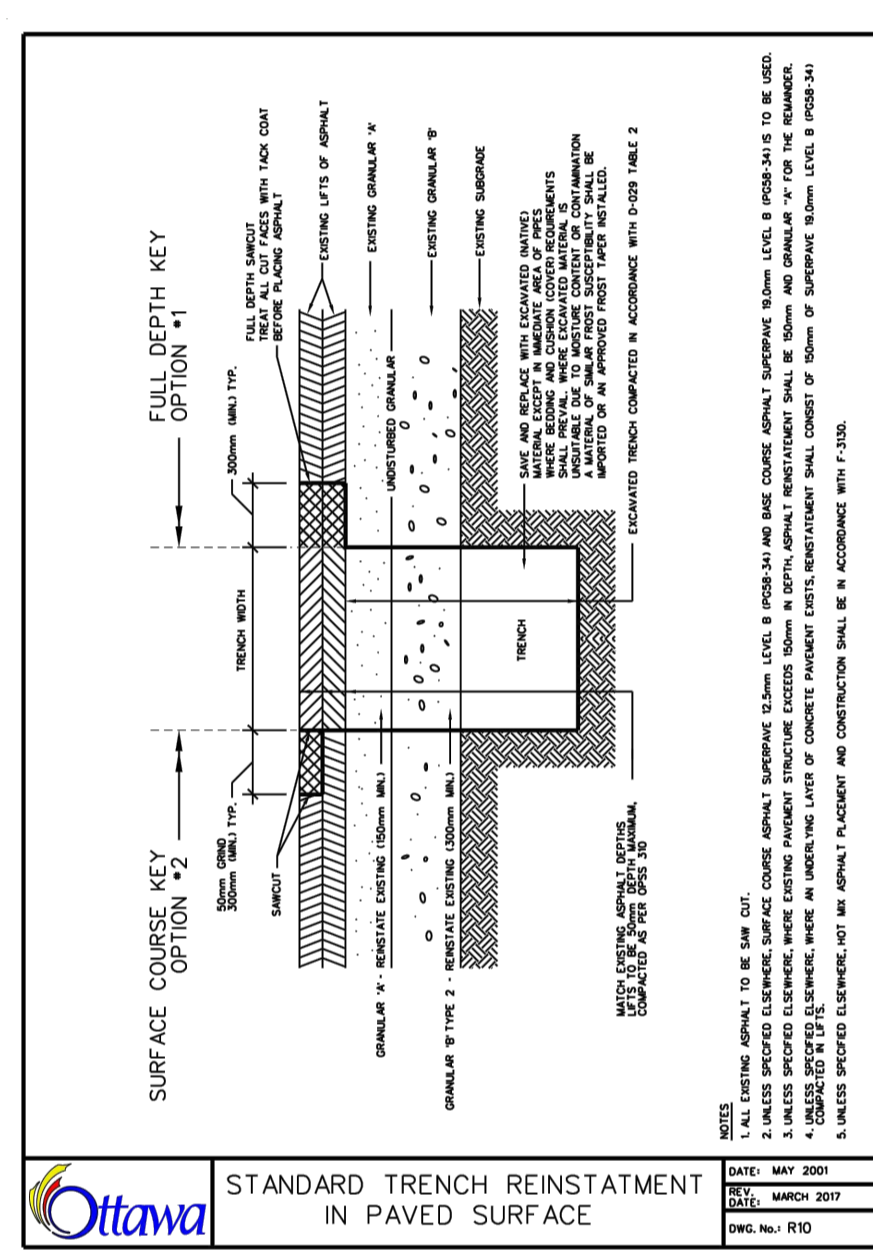 SURFACE COURSE KEY
OPTION #2
FULL DEPTH KEY
OPTION #1
50mm GRIND
300mm (MIN.) TYP.
TRENCH WIDTH
300mm (MIN.) TYP.
SAWCUT
FULL DEPTH SAWCUT
TREAT ALL CUT FACES WITH TACK COAT
BEFORE PLACING ASPHALT
EXISTING LIFTS OF ASPHALT
EXISTING GRANULAR 'A'
UNDISTURBED GRANULAR
EXISTING GRANULAR 'B'
EXISTING SUBGRADE
GRANULAR 'A' - REINSTATE EXISTING (150mm MIN.)
GRANULAR 'B' TYPE 2 - REINSTATE EXISTING (300mm MIN.)
TRENCH
SAVE AND REPLACE WITH EXCAVATED (NATIVE)
MATERIAL EXCEPT IN IMMEDIATE AREA OF PIPES
WHERE BEDDING AND CUSHION (COVER) REQUIREMENTS
SHALL PREVAIL. WHERE EXCAVATED MATERIAL IS
UNSUITABLE DUE TO MOISTURE CONTENT OR CONTAMINATION
A MATERIAL OF SIMILAR FROST SUSCEPTIBILITY SHALL BE
IMPORTED OR AN APPROVED FROST TAPER INSTALLED.
EXCAVATED TRENCH COMPACTED IN ACCORDANCE WITH D-029 TABLE 2
MATCH EXISTING ASPHALT DEPTHS
LIFTS TO BE 50mm DEPTH MAXIMUM,
COMPACTED AS PER OPSS 310
NOTES
1. ALL EXISTING ASPHALT TO BE SAW CUT.
2. UNLESS SPECIFIED ELSEWHERE, SURFACE COURSE ASPHALT SUPERPAVE 12.5mm LEVEL B (PG58-34) AND BASE COURSE ASPHALT SUPERPAVE 19.0mm LEVEL B (PG58-34) IS TO BE USED.
3. UNLESS SPECIFIED ELSEWHERE, WHERE EXISTING PAVEMENT STRUCTURE EXCEEDS 150mm IN DEPTH, ASPHALT REINSTATEMENT SHALL BE 150mm AND GRANULAR "A" FOR THE REMAINDER.
4. UNLESS SPECIFIED ELSEWHERE, WHERE AN UNDERLYING LAYER OF CONCRETE PAVEMENT EXISTS, REINSTATEMENT SHALL CONSIST OF 150mm OF SUPERPAVE 19.0mm LEVEL B (PG58-34)
COMPACTED IN LIFTS.
5. UNLESS SPECIFIED ELSEWHERE, HOT MIX ASPHALT PLACEMENT AND CONSTRUCTION SHALL BE IN ACCORDANCE WITH F-3130.
Ottawa
STANDARD TRENCH REINSTATMENT
IN PAVED SURFACE
DATE: MAY 2001
REV. DATE: MARCH 2017
DWG. No.: R10